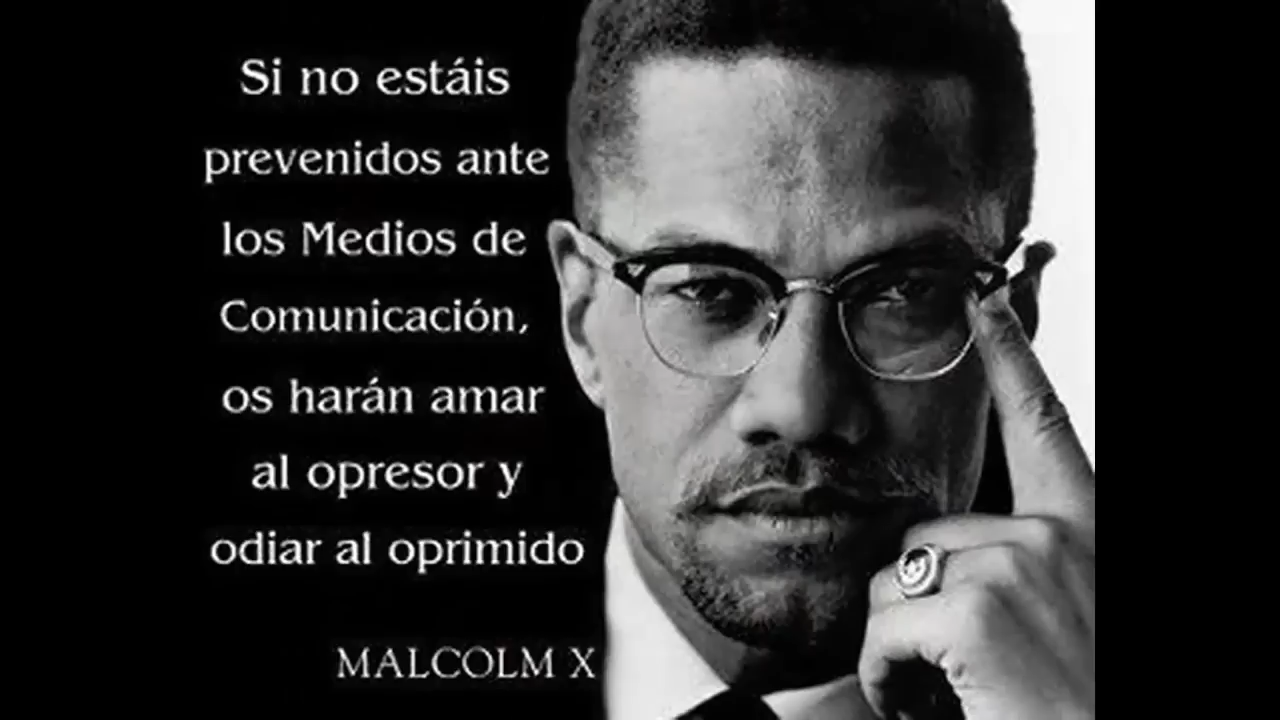 Si no estáis
prevenidos ante
los Medios de
Comunicación,
os harán amar
al opresor y
odiar al oprimido
MALCOLM X